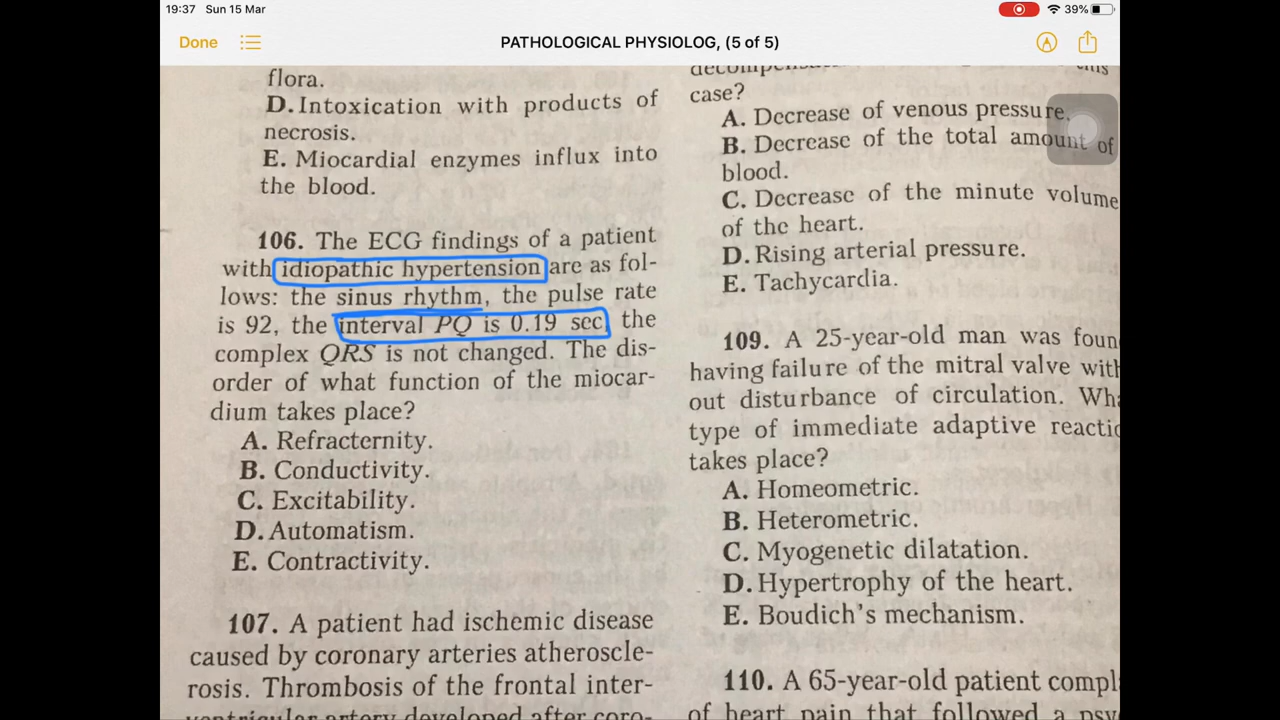 19:37 Sun 15 Mar
39%
Done
PATHOLOGICAL PHYSIOLOG, (5 of 5)
flora.
D. Intoxication with products of
necrosis.
E. Miocardial enzymes influx into
the blood.
106. The ECG findings of a patient
with idiopathic hypertension are as fol-
lows: the sinus rhythm, the pulse rate
is 92, the interval PQ is 0.19 sec, the
complex QRS is not changed. The dis-
order of what function of the miocar-
dium takes place?
A. Refracternity.
B. Conductivity.
C. Excitability.
D. Automatism.
E. Contractivity.
107. A patient had ischemic disease
caused by coronary arteries atheroscle-
rosis. Thrombosis of the frontal inter-
ventricular artery developed after coro-
case?
A. Decrease of venous pressure.
B. Decrease of the total amount of
blood.
C. Decrease of the minute volume
of the heart.
D. Rising arterial pressure.
E. Tachycardia.
109. A 25-year-old man was foun
having failure of the mitral valve with
out disturbance of circulation. Wha
type of immediate adaptive reactio
takes place?
A. Homeometric.
B. Heterometric.
C. Myogenetic dilatation.
D. Hypertrophy of the heart.
E. Boudich's mechanism.
110. A 65-year-old patient compl
of heart pain that followed a psy